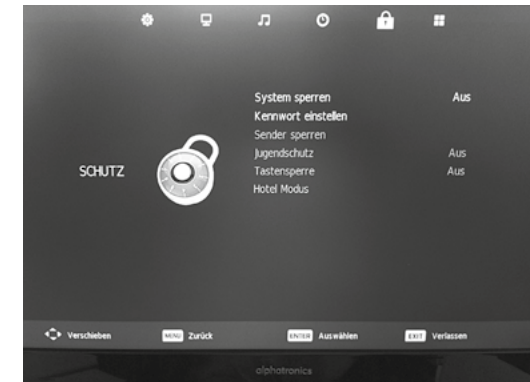 System sperren Aus
Kennwort einstellen
Sender sperren
Jugendschutz Aus
SCHUTZ
Tastensperre Aus
Hotel Modus
Verschieben MENU Zurück ENTER Auswählen EXIT Verlassen
alphatronics